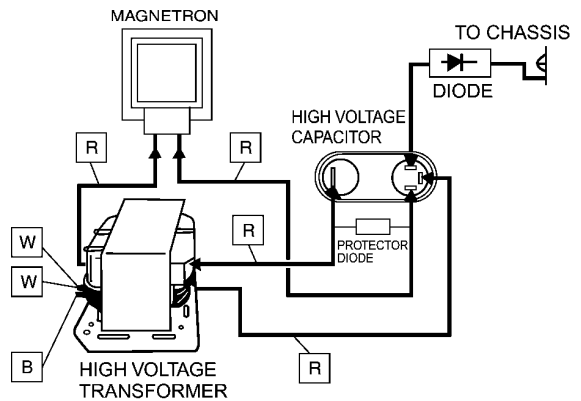 MAGNETRON
TO CHASSIS
DIODE
HIGH VOLTAGE
CAPACITOR
R
R
R
PROTECTOR
DIODE
W
W
B
R
HIGH VOLTAGE
TRANSFORMER